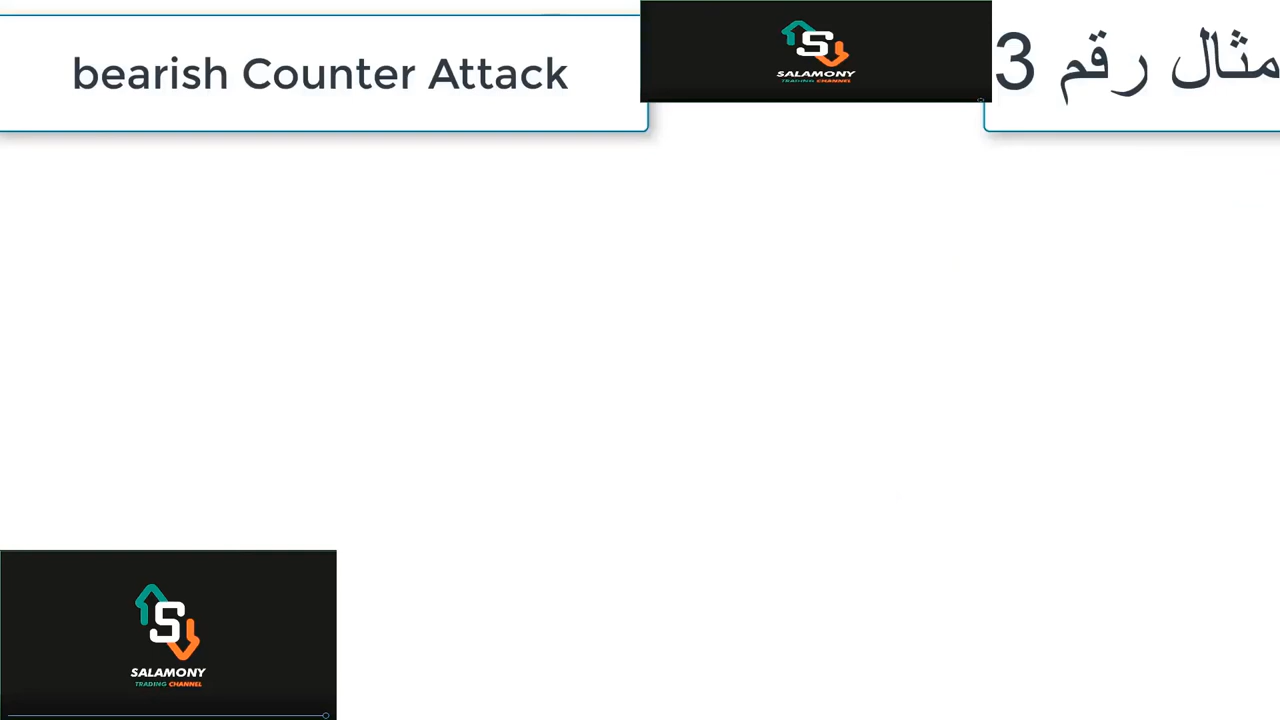 bearish Counter Attack
SALAMONY
TRADING CHANNEL
مثال رقم 3
SALAMONY
TRADING CHANNEL